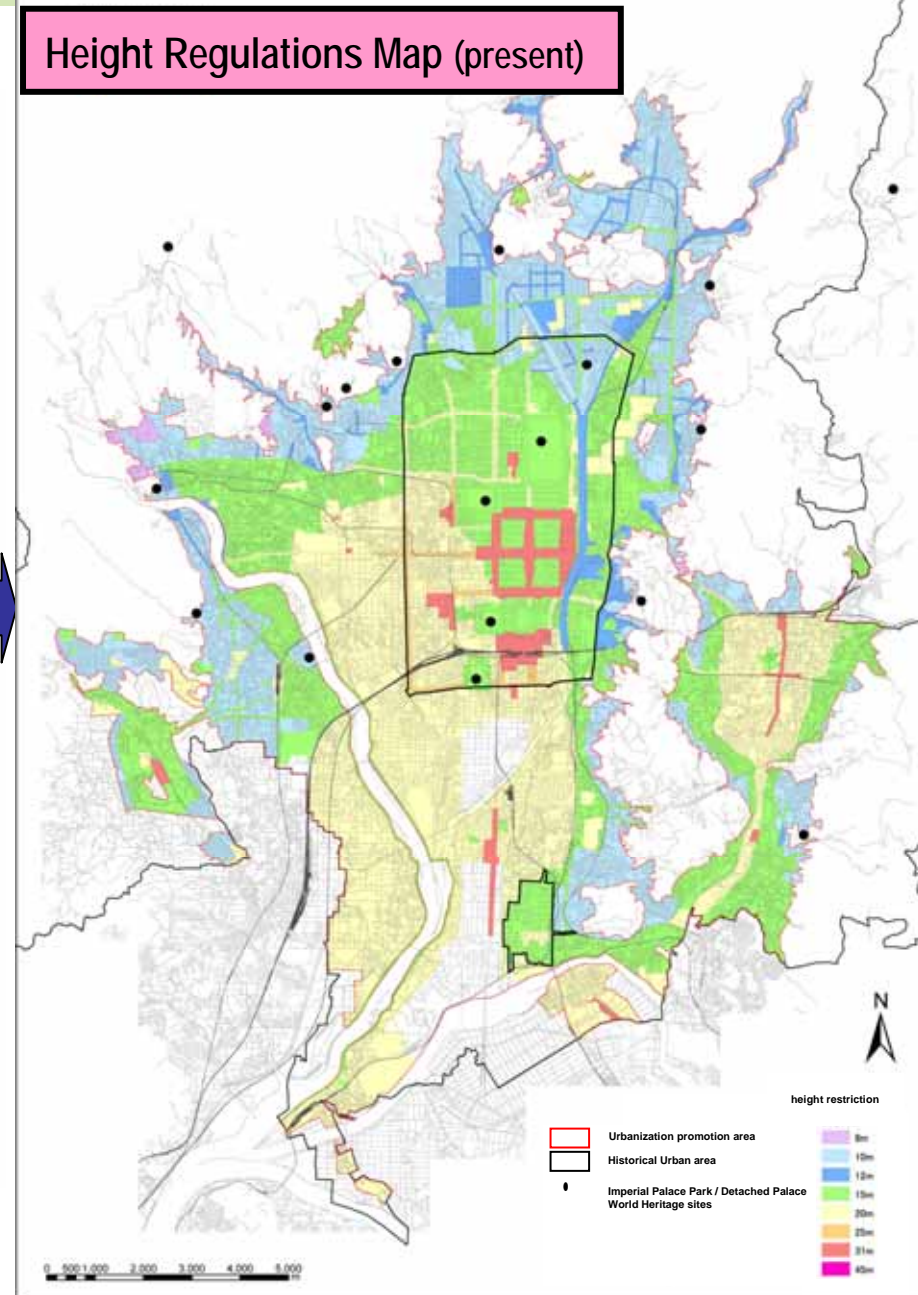 Height Regulations Map (present)
N
height restriction
Urbanization promotion area
Historical Urban area
Imperial Palace Park / Detached Palace
World Heritage sites
8m
10m
12m
15m
20m
25m
31m
45m
0 500 1,000 2,000 3,000 4,000 5,000
m